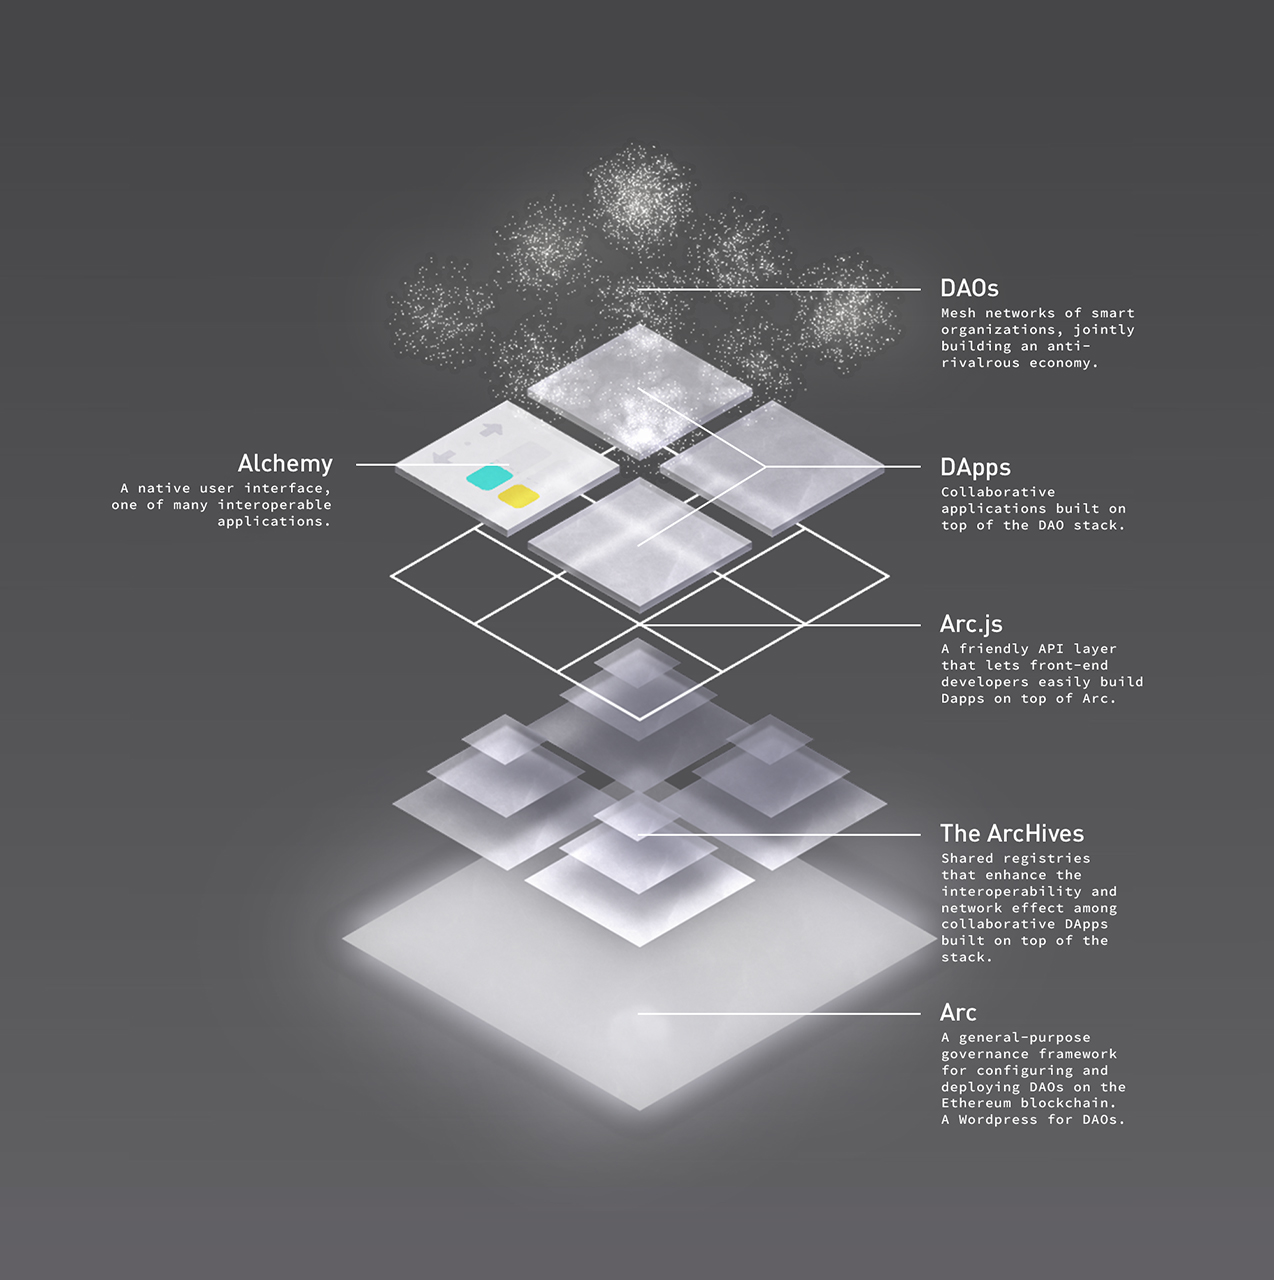 DAOs
Mesh networks of smart
organizations, jointly
building an anti-
rivalrous economy.
Alchemy
A native user interface,
one of many interoperable
applications.
DApps
Collaborative
applications built on
top of the DAO stack.
Arc.js
A friendly API layer
that lets front-end
developers easily build
Dapps on top of Arc.
The ArcHives
Shared registries
that enhance the
interoperability and
network effect among
collaborative DApps
built on top of the
stack.
Arc
A general-purpose
governance framework
for configuring and
deploying DAOs on the
Ethereum blockchain.
A Wordpress for DAOs.